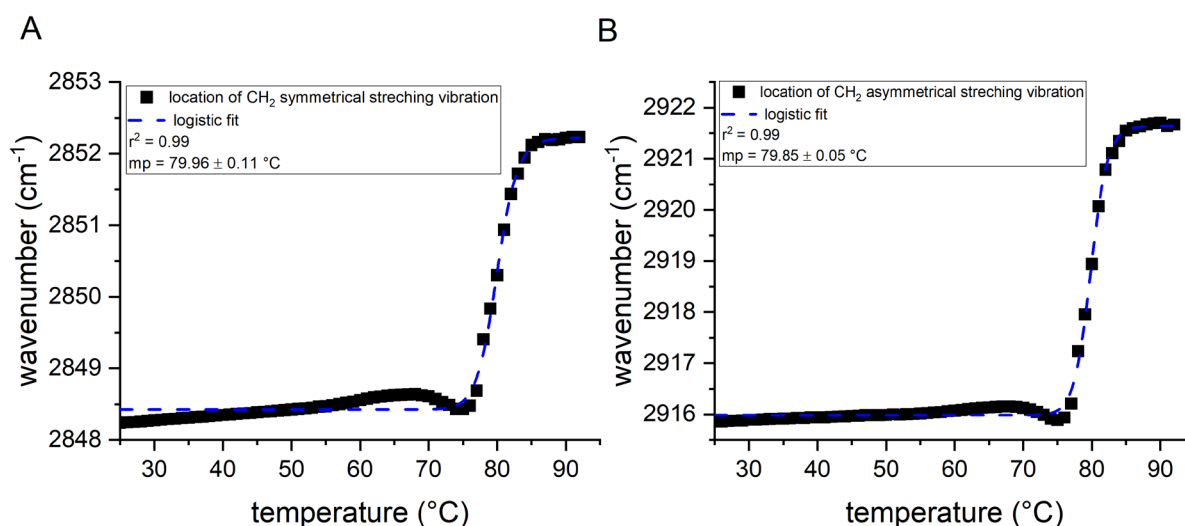 A
2853
2852
2851
2850
2849
2848
wavenumber (cm⁻¹)
location of CH₂ symmetrical streching vibration
logistic fit
r² = 0.99
mp = 79.96 ± 0.11 °C
30 40 50 60 70 80 90
temperature (°C)
B
2922
2921
2920
2919
2918
2917
2916
wavenumber (cm⁻¹)
location of CH₂ asymmetrical streching vibration
logistic fit
r² = 0.99
mp = 79.85 ± 0.05 °C
30 40 50 60 70 80 90
temperature (°C)